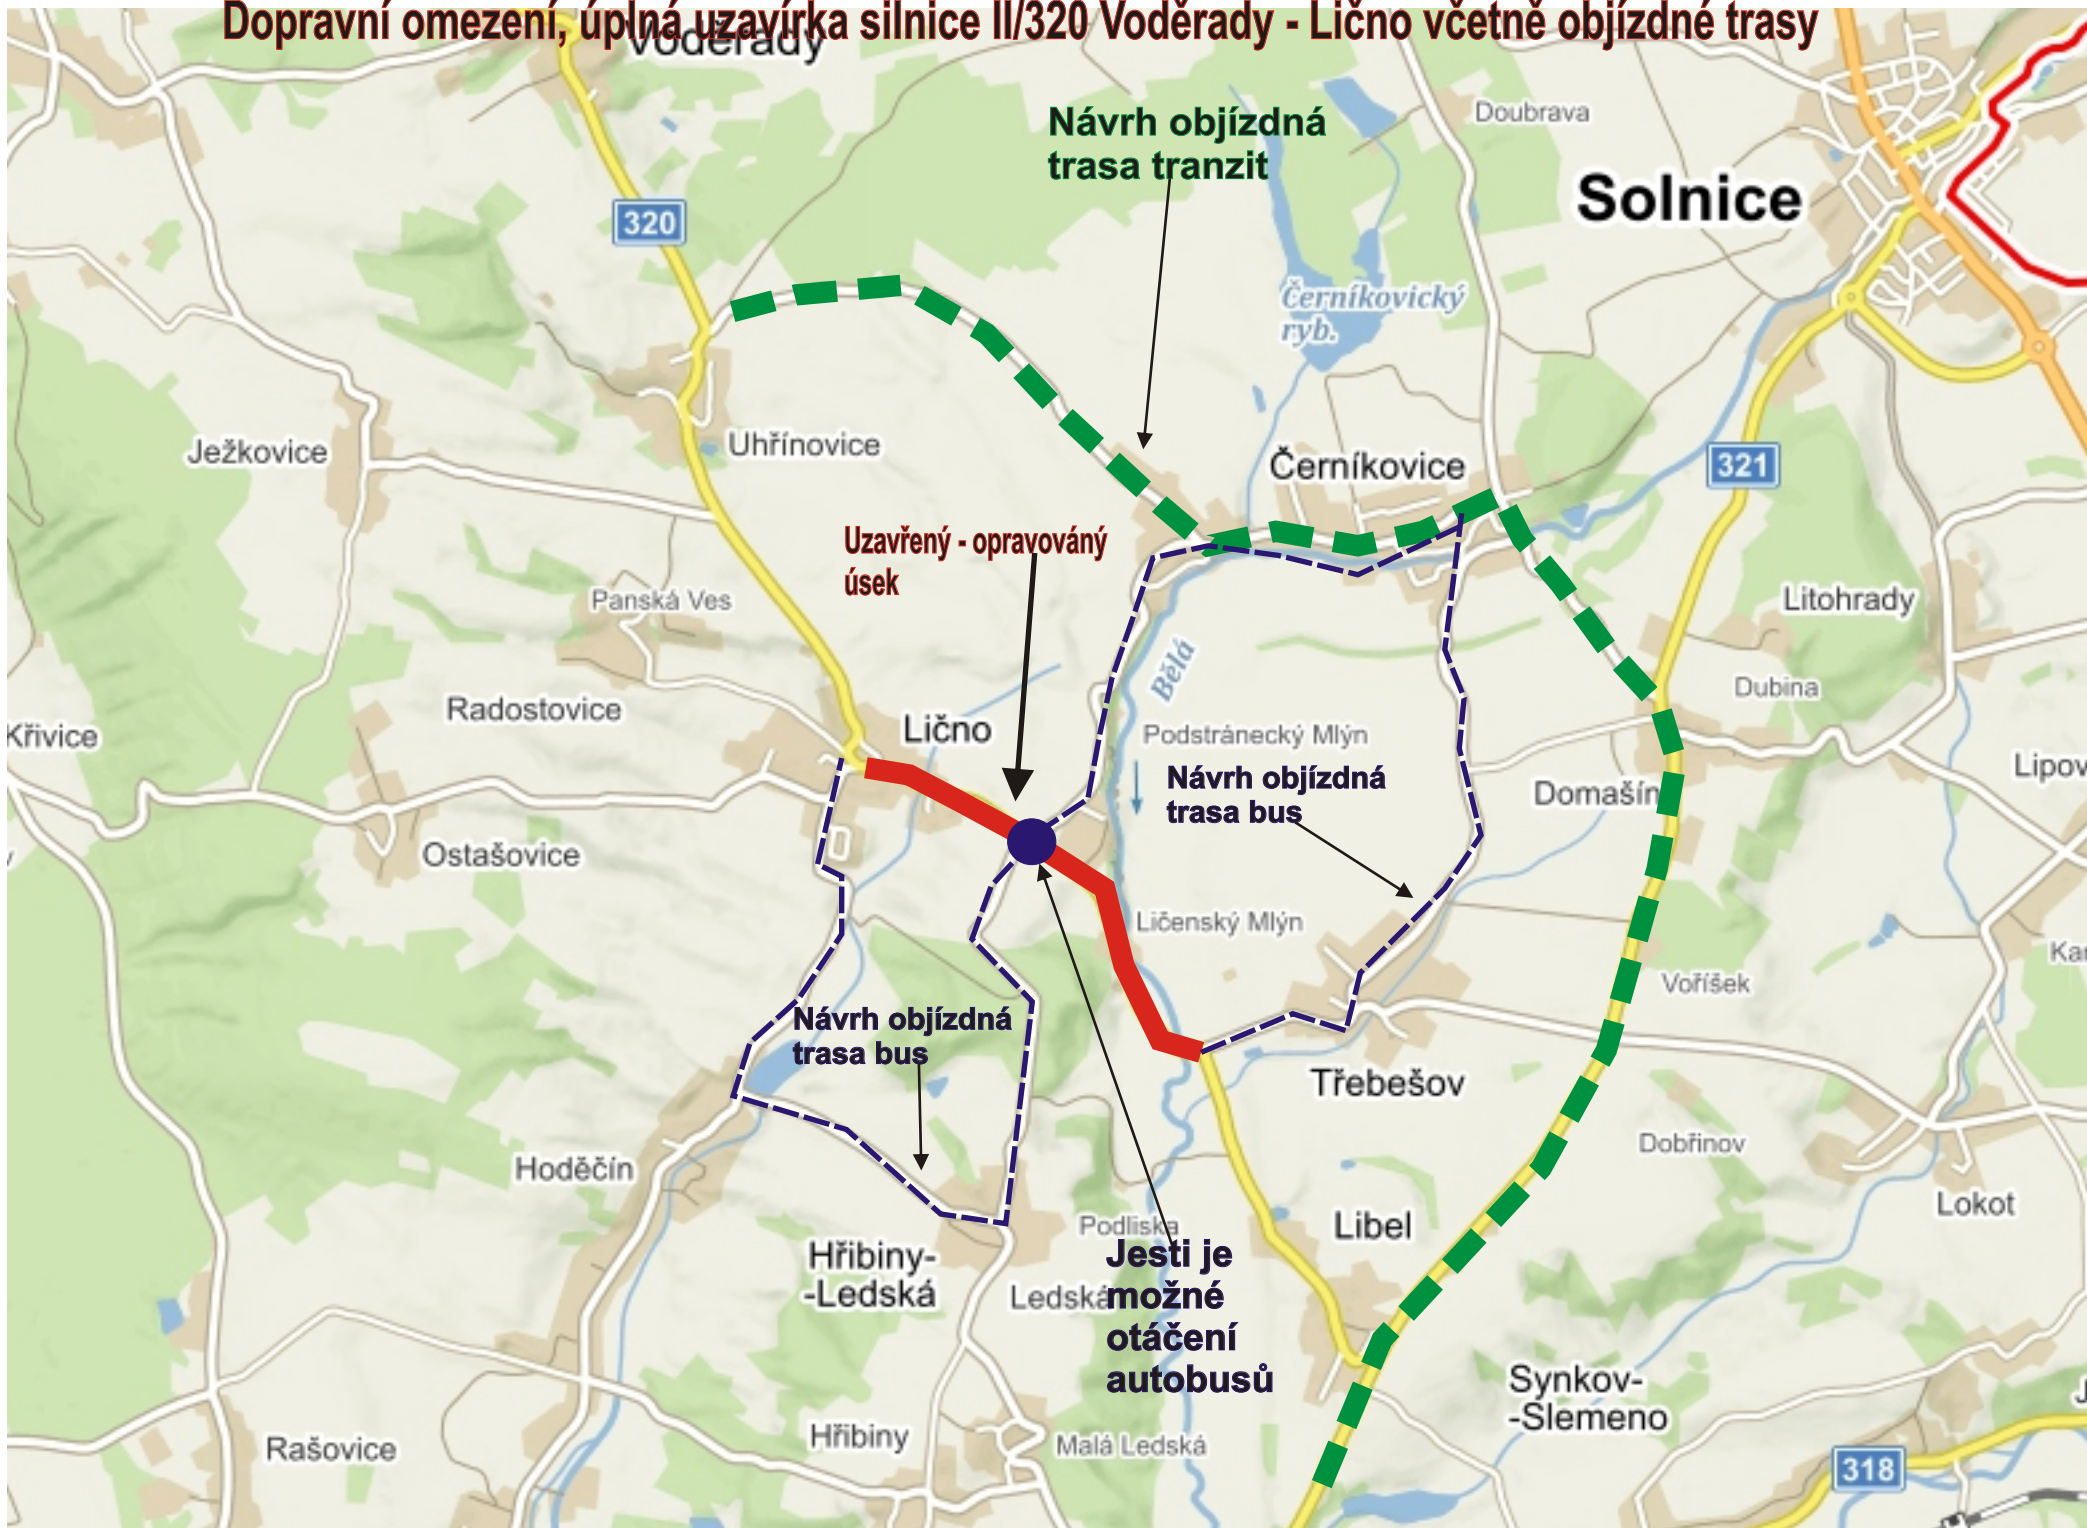 Dopravní omezení, úplná uzavírka silnice II/320 Voděrady - Lično včetně objízdné trasy
Voděrady
Návrh objízdná
trasa tranzit
Doubrava
Solnice
320
Černíkovický
ryb.
Ježkovice
Uhřínovice
Černíkovice
321
Uzavřený - opravováný
úsek
Panská Ves
Litohrady
Bělá
Radostovice
Dubina
Křivice
Lično
Podstránecký Mlýn
Lipov
Návrh objízdná
trasa bus
Domašín
Ostašovice
Ličenský Mlýn
Kar
Voříšek
Návrh objízdná
trasa bus
Třebešov
Dobřinov
Hoděčín
Lokot
Podliska
Libel
Hřibiny-
-Ledská
Jesti je
možné
otáčení
autobusů
Ledská
Synkov-
-Slemeno
Hřibiny
Malá Ledská
Rašovice
318